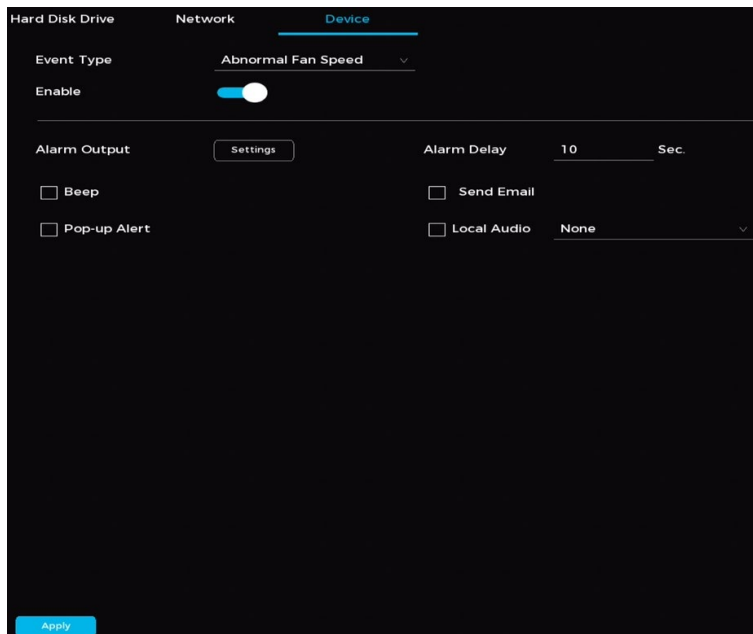 Hard Disk Drive Network Device
Event Type Abnormal Fan Speed
Enable
Alarm Output Settings Alarm Delay 10 Sec.
Beep Send Email
Pop-up Alert Local Audio None
Apply